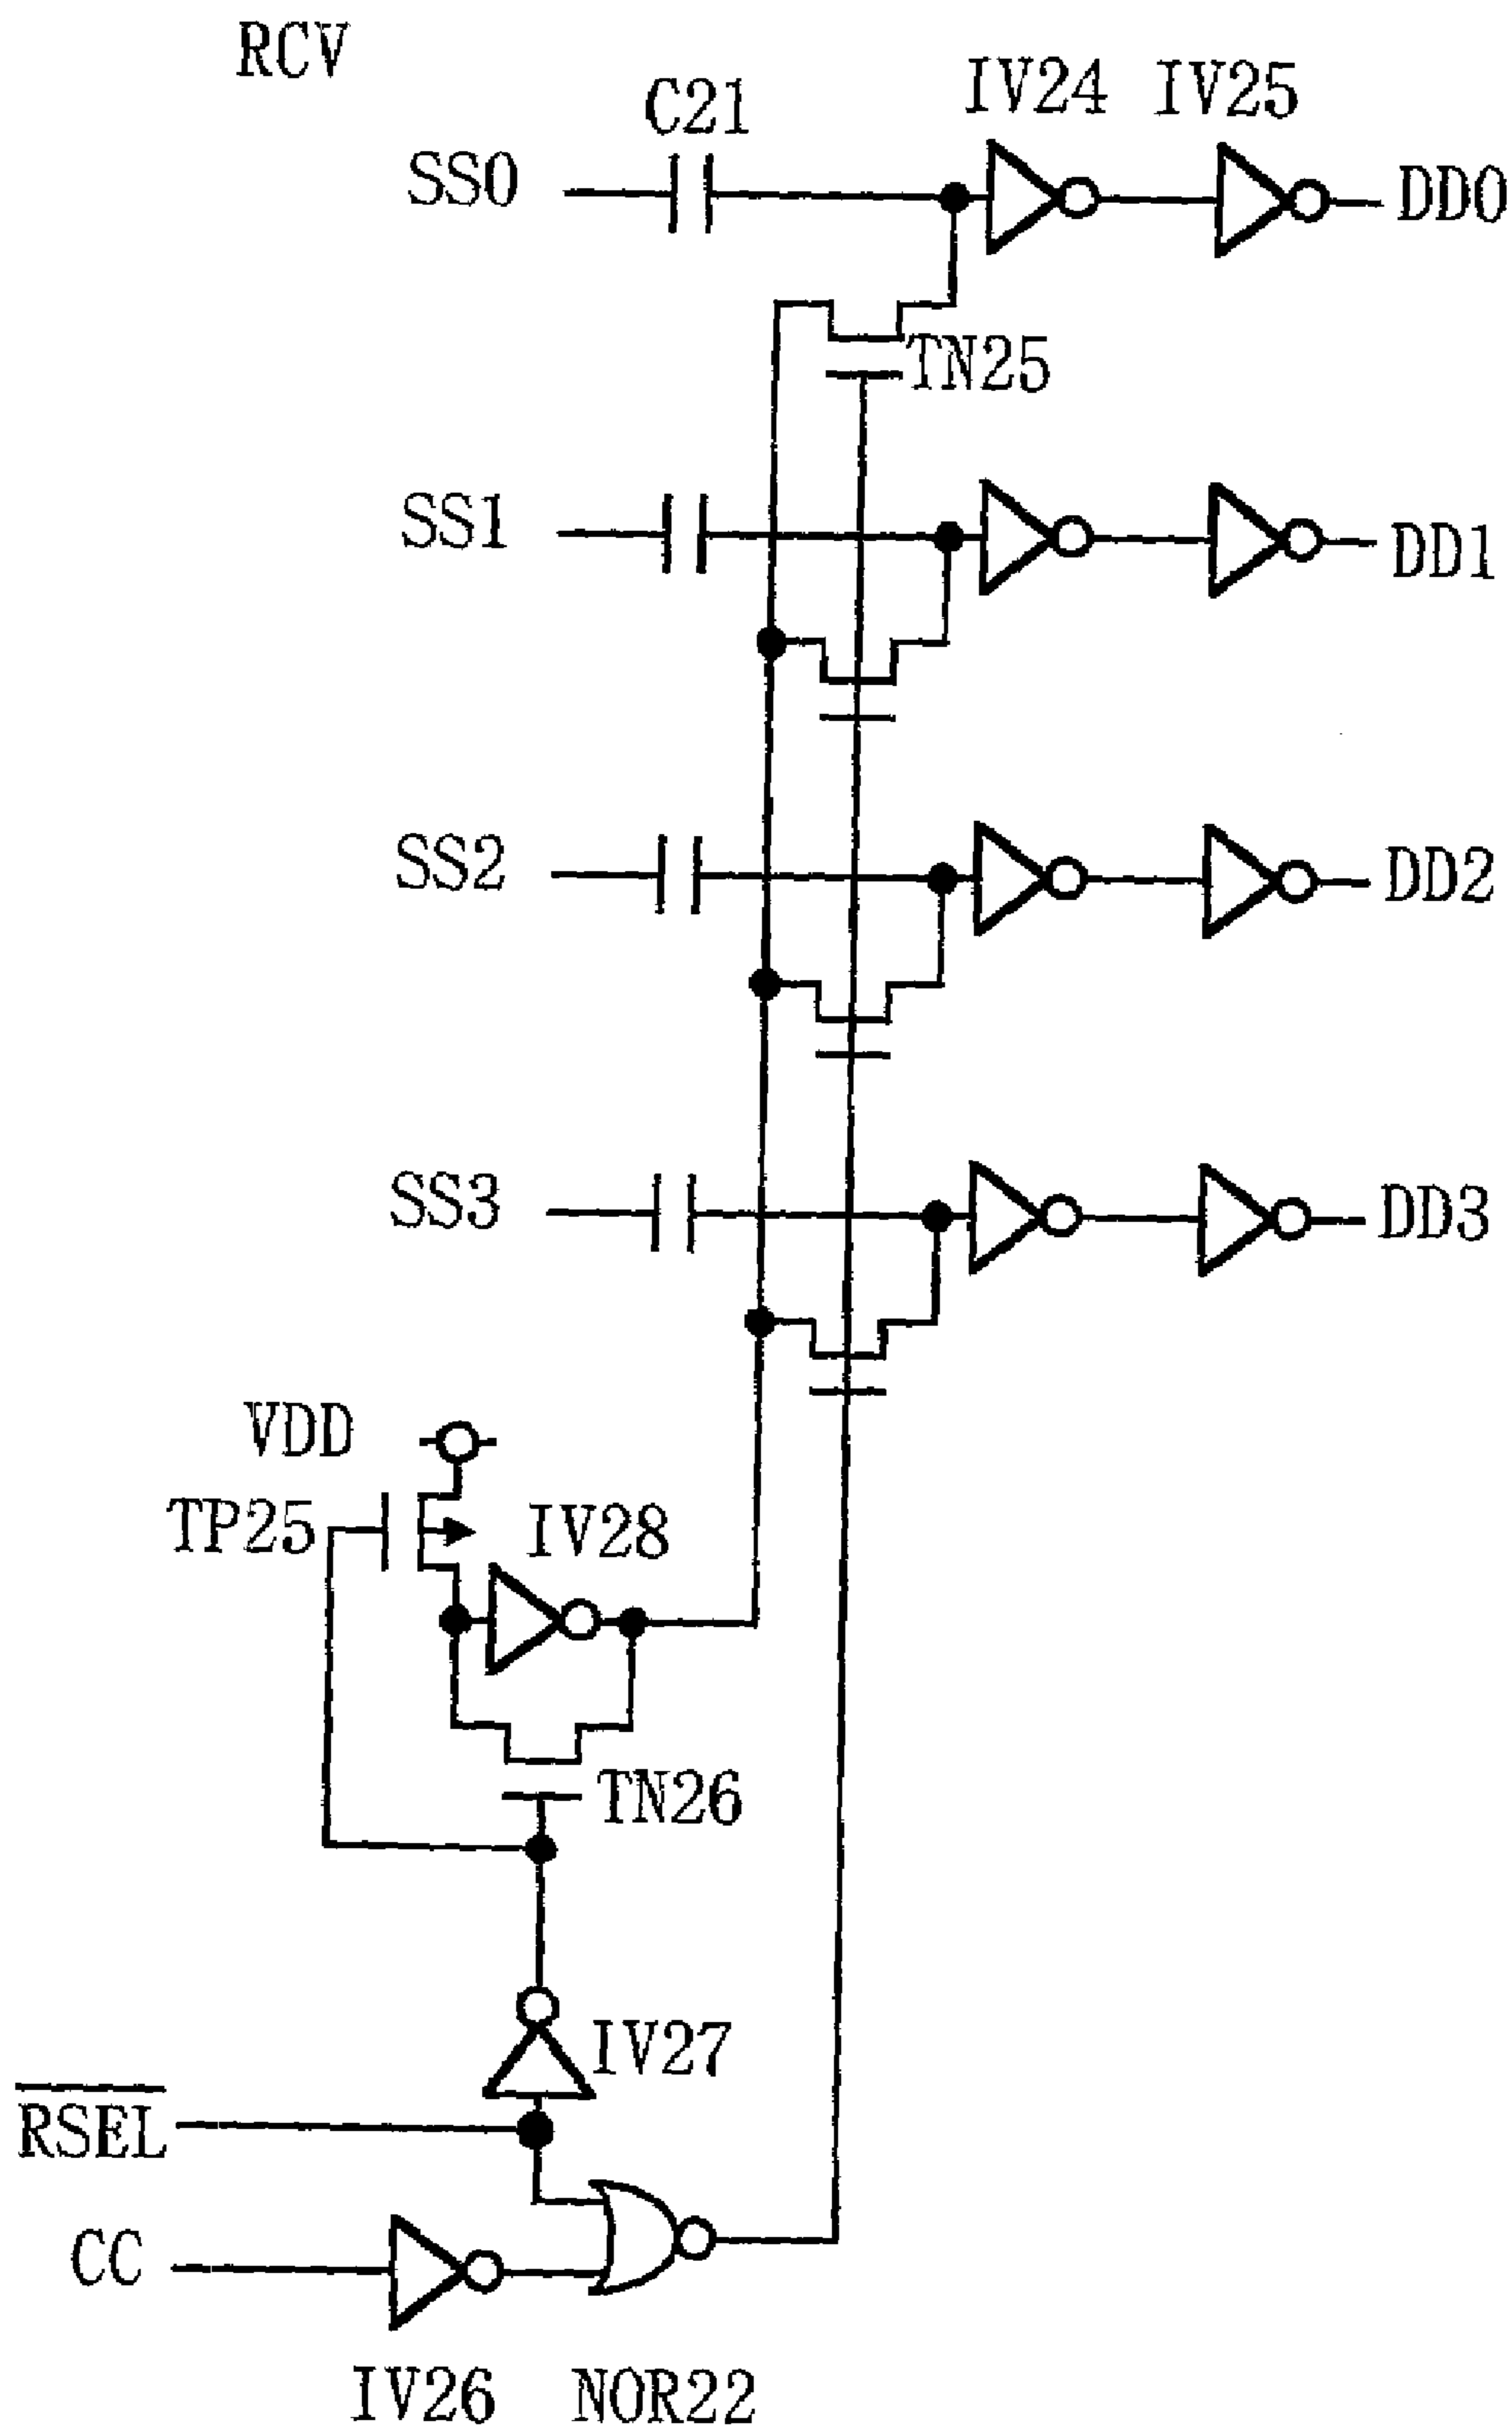 RCV
C21
IV24
IV25
SS0
DD0
TN25
SS1
DD1
SS2
DD2
SS3
DD3
VDD
TP25
IV28
TN26
IV27
RSEL
CC
IV26
NOR22